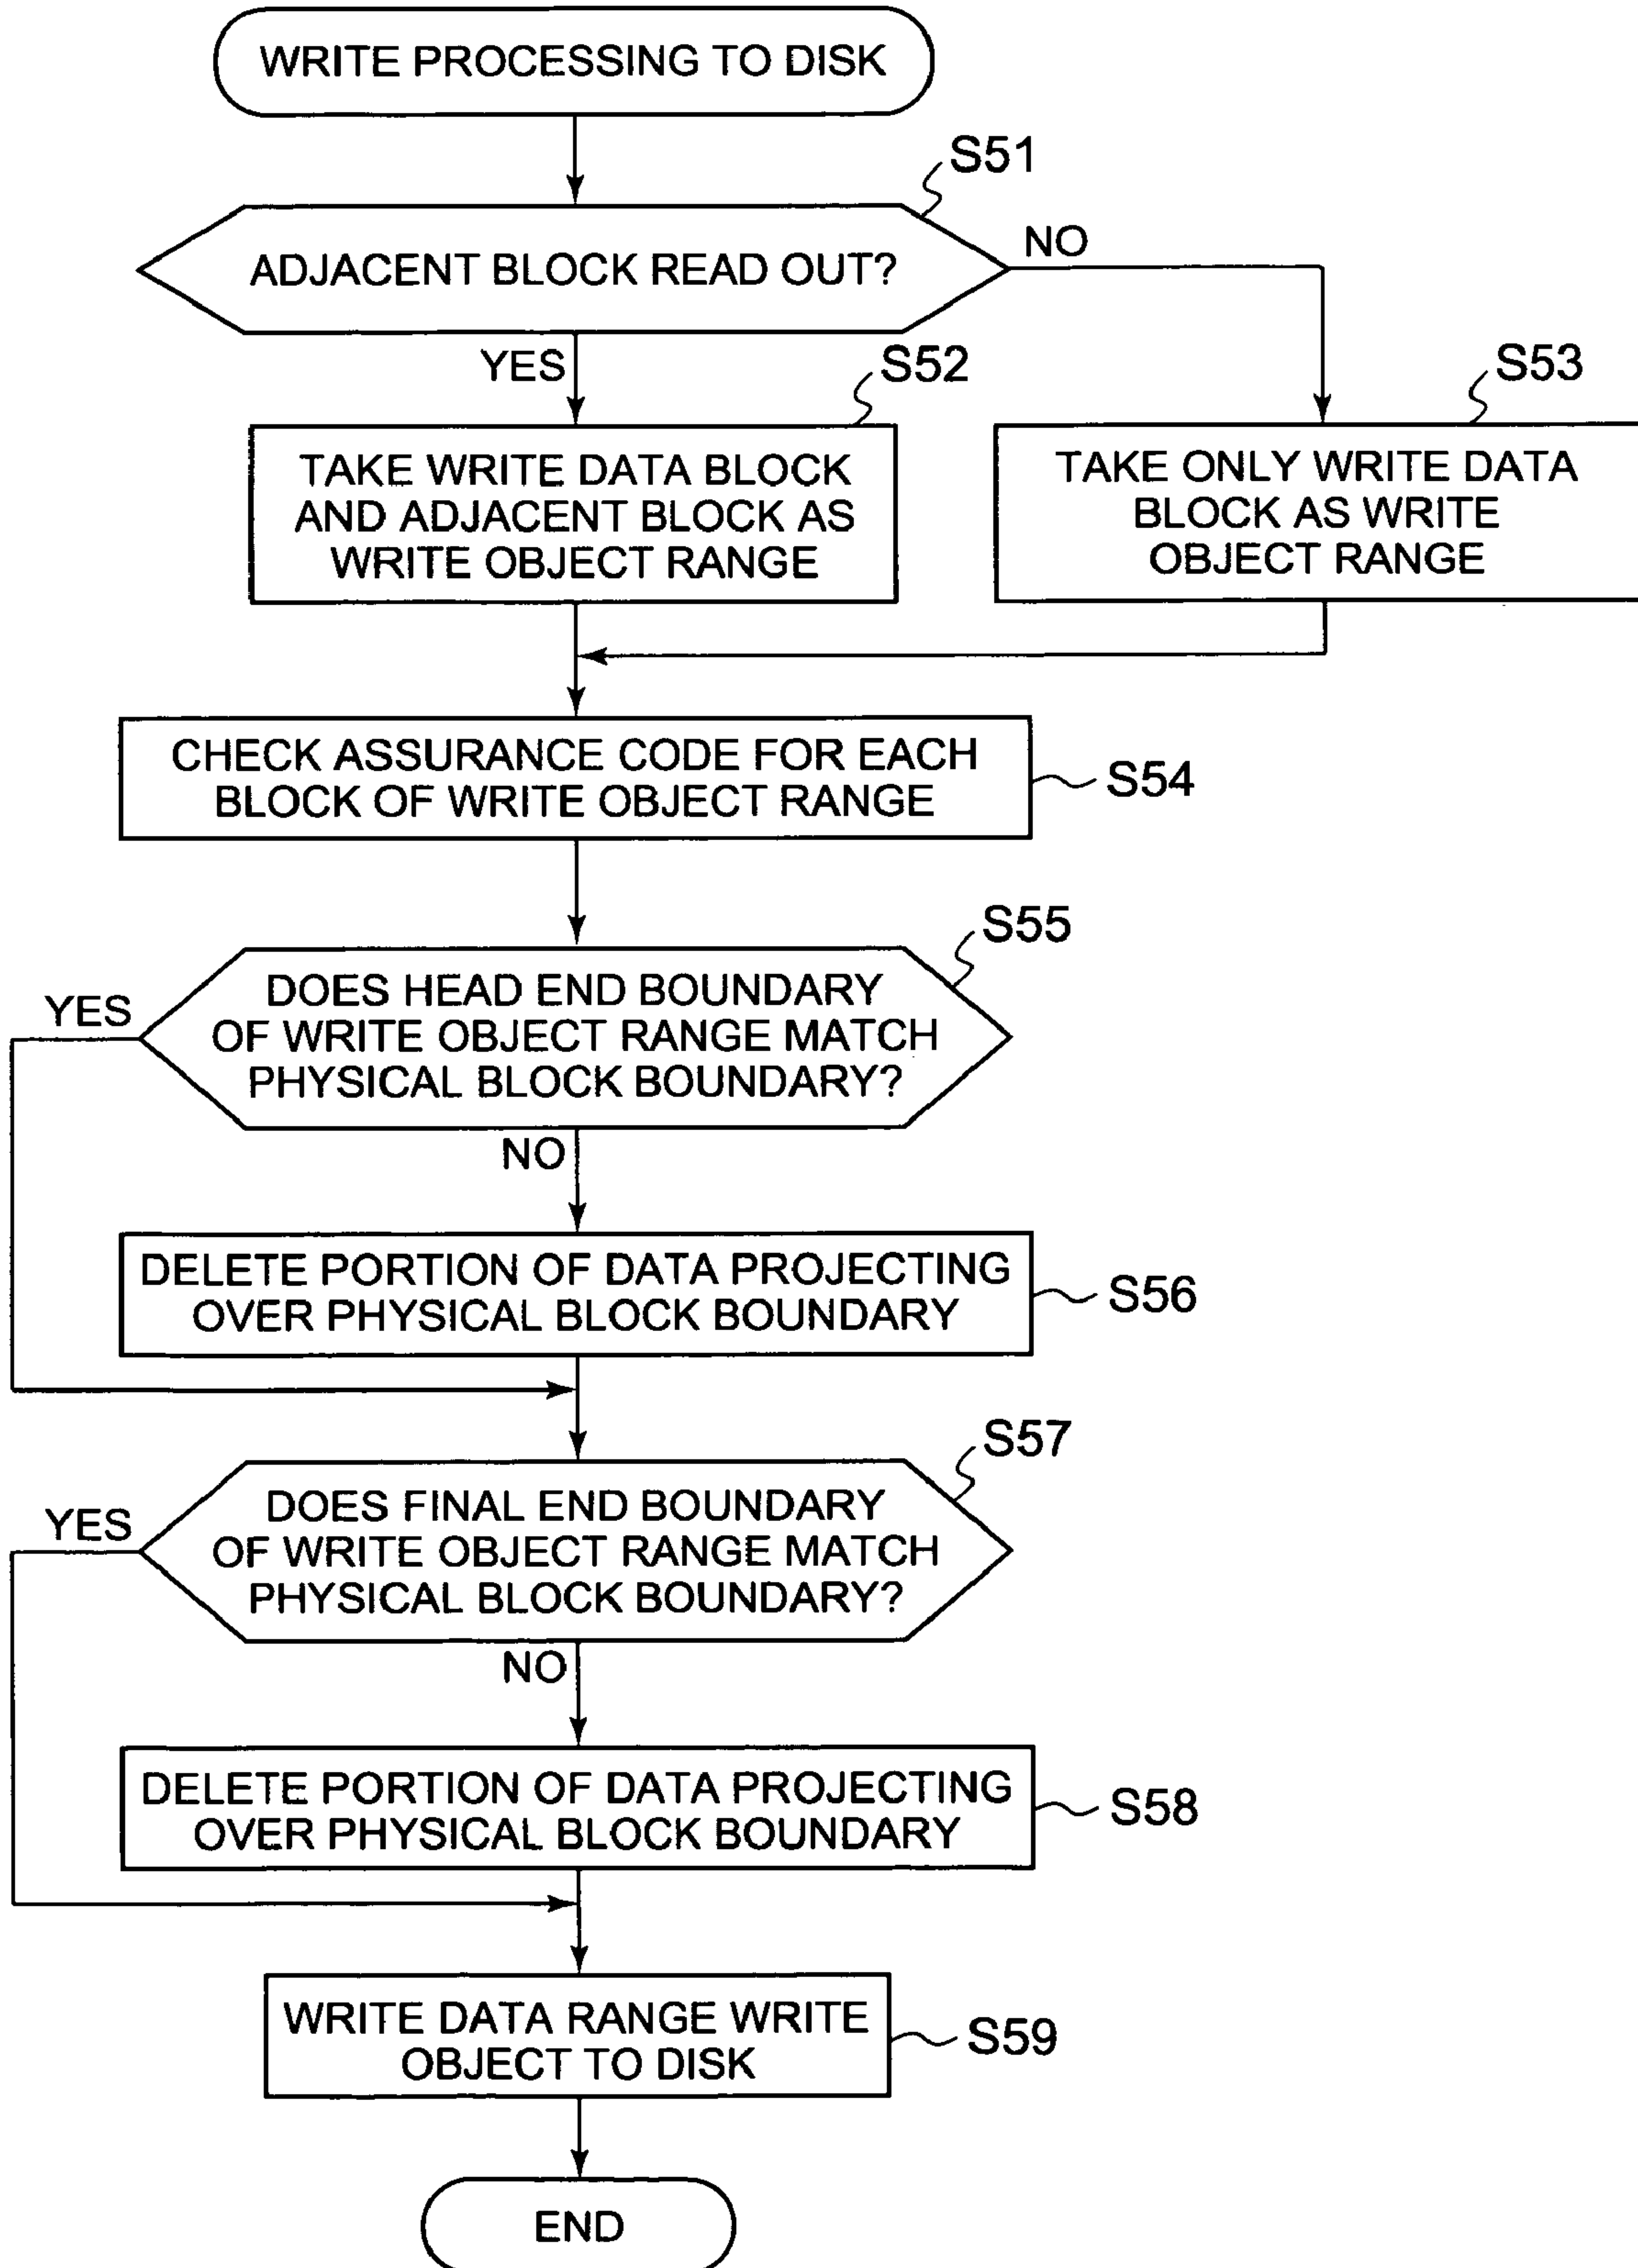 WRITE PROCESSING TO DISK
S51
ADJACENT BLOCK READ OUT?
NO
YES
S52
S53
TAKE WRITE DATA BLOCK
AND ADJACENT BLOCK AS
WRITE OBJECT RANGE
TAKE ONLY WRITE DATA
BLOCK AS WRITE
OBJECT RANGE
CHECK ASSURANCE CODE FOR EACH
BLOCK OF WRITE OBJECT RANGE
S54
S55
YES
DOES HEAD END BOUNDARY
OF WRITE OBJECT RANGE MATCH
PHYSICAL BLOCK BOUNDARY?
NO
DELETE PORTION OF DATA PROJECTING
OVER PHYSICAL BLOCK BOUNDARY
S56
S57
YES
DOES FINAL END BOUNDARY
OF WRITE OBJECT RANGE MATCH
PHYSICAL BLOCK BOUNDARY?
NO
DELETE PORTION OF DATA PROJECTING
OVER PHYSICAL BLOCK BOUNDARY
S58
WRITE DATA RANGE WRITE
OBJECT TO DISK
S59
END